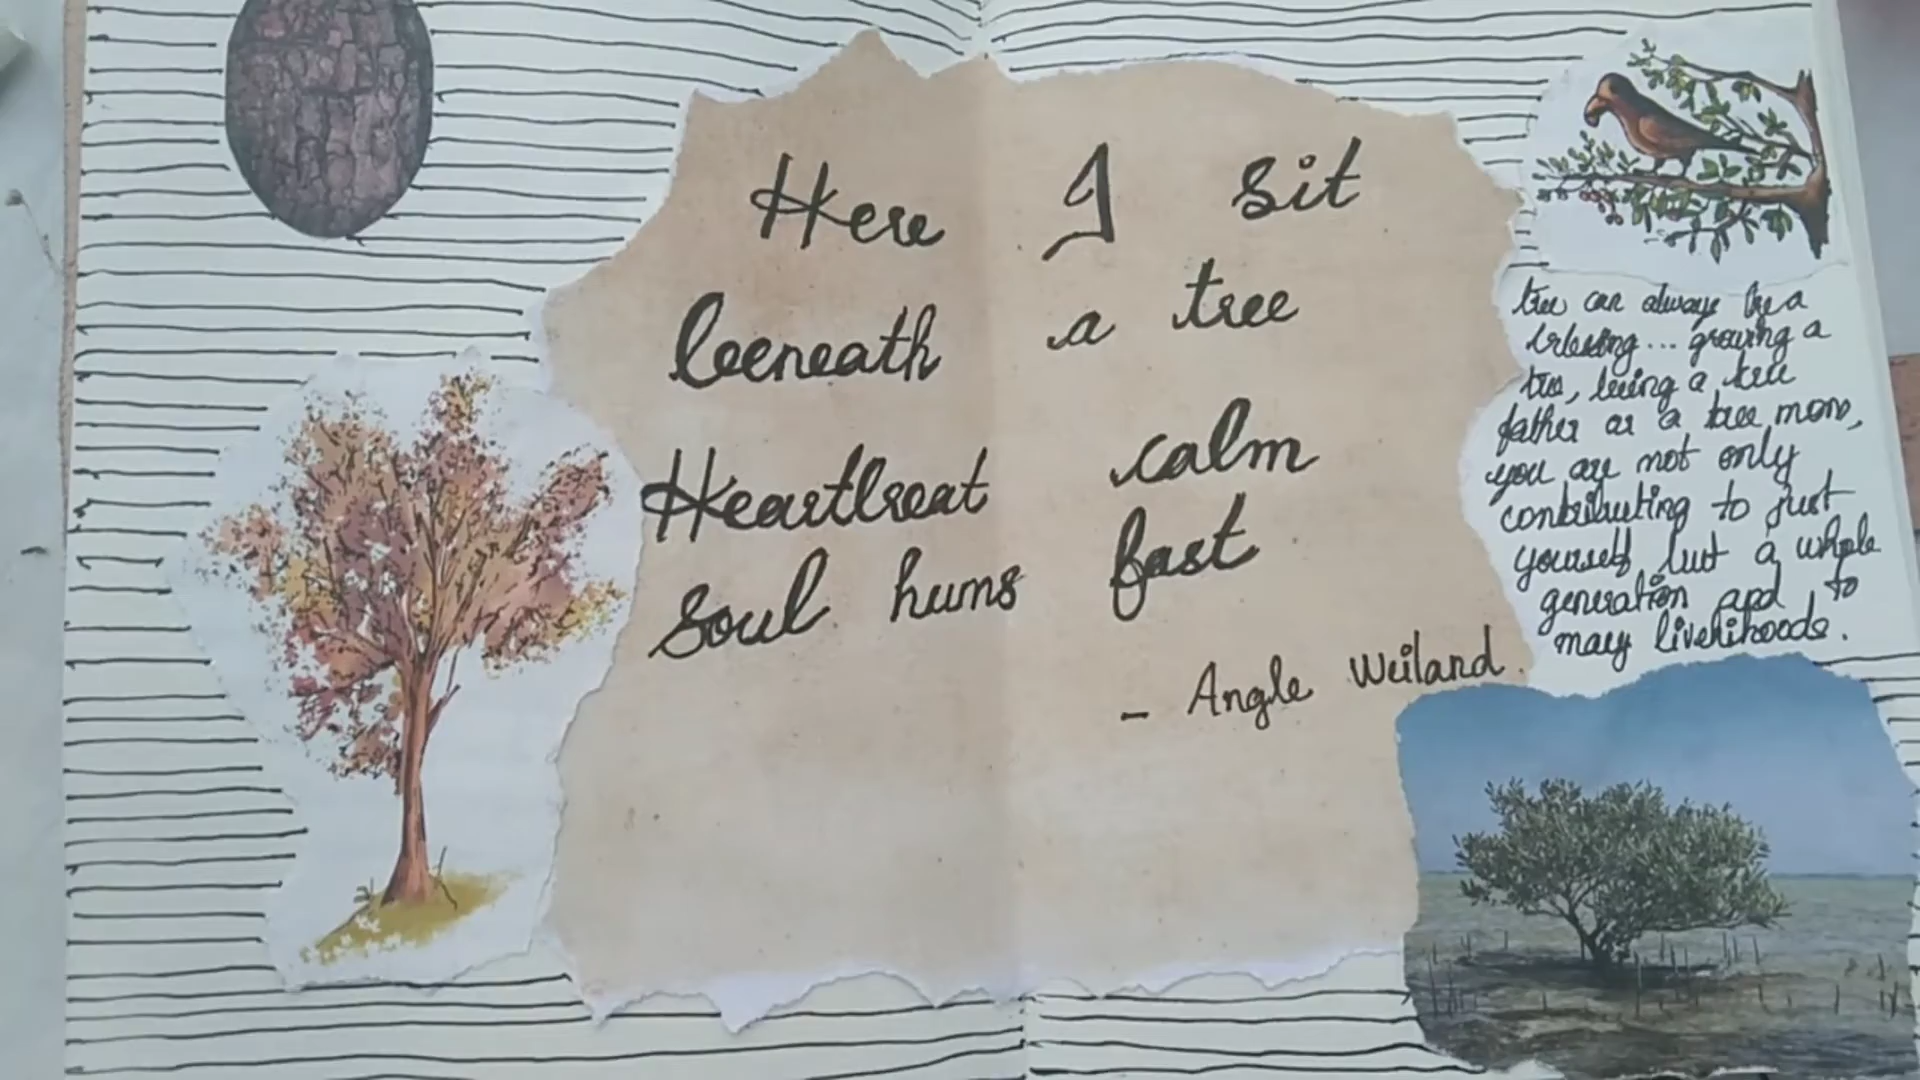 Here I sit
beeneath a tree
Heartbeat calm
soul hums fast
- Angle Weiland.
tree can always be a
blessing... growing a
tree, being a tree
father or a tree mom,
you are not only
contributing to just
yourself but a whole
generation and to
many livelihoods.